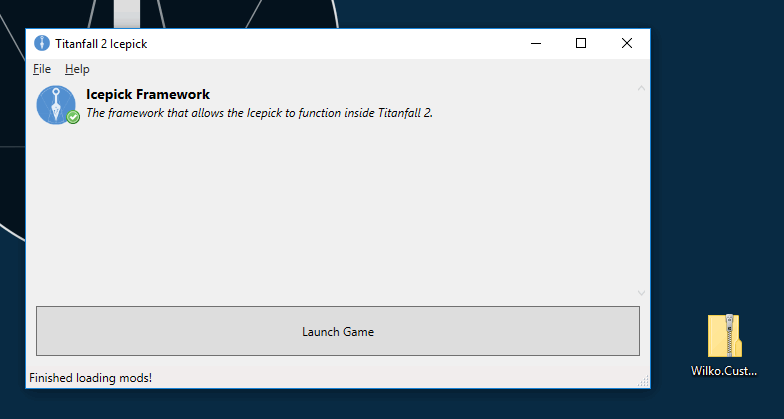 Titanfall 2 Icepick
File Help
Icepick Framework
The framework that allows the Icepick to function inside Titanfall 2.
Launch Game
Wilko.Cust...
Finished loading mods!